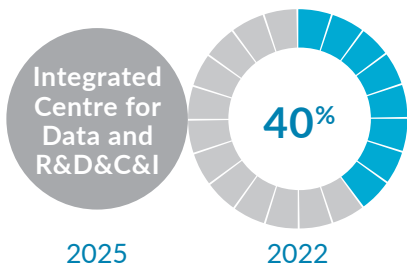 Integrated
Centre for
Data and
R&D&C&I
40%
2025
2022